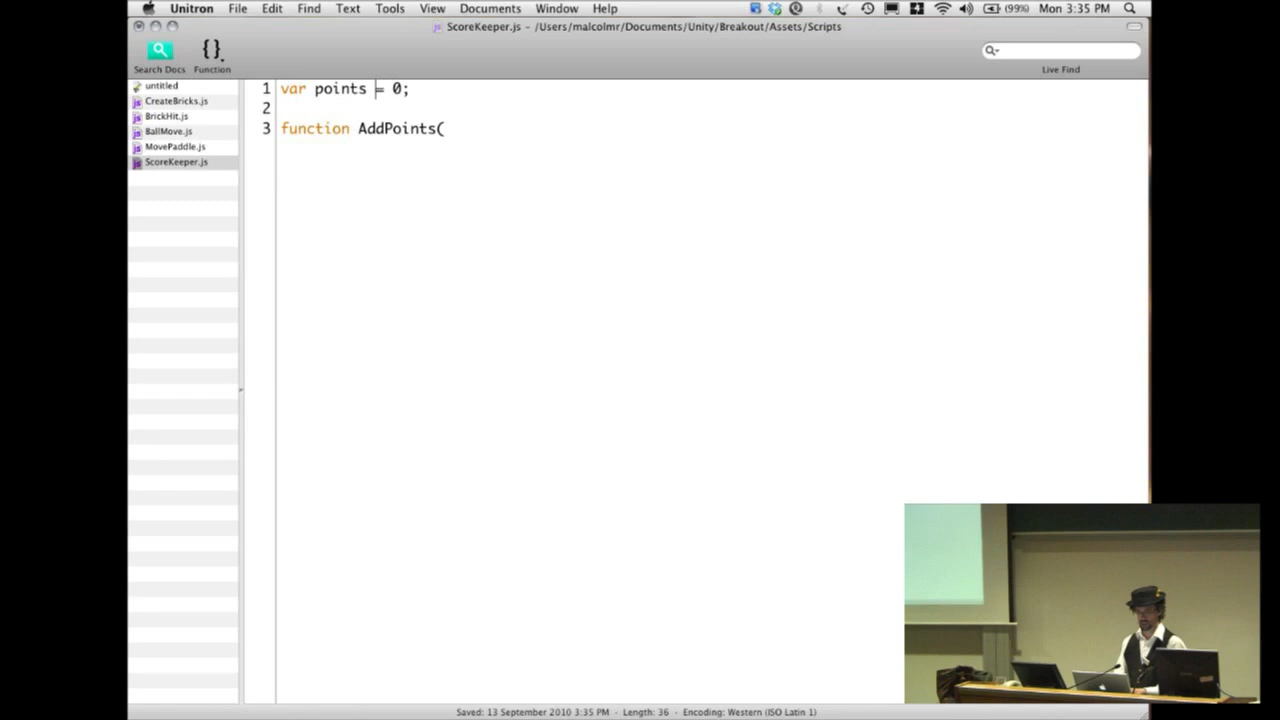 Unitron File Edit Find Text Tools View Documents Window Help (99%) Mon 3:35 PM
ScoreKeeper.js – /Users/malcolmr/Documents/Unity/Breakout/Assets/Scripts
{}
Search Docs Function Live Find
untitled
CreateBricks.js
BrickHit.js
BallMove.js
MovePaddle.js
ScoreKeeper.js
1 var points = 0;
2
3 function AddPoints(
Saved: 13 September 2010 3:35 PM · Length: 36 · Encoding: Western (ISO Latin 1)